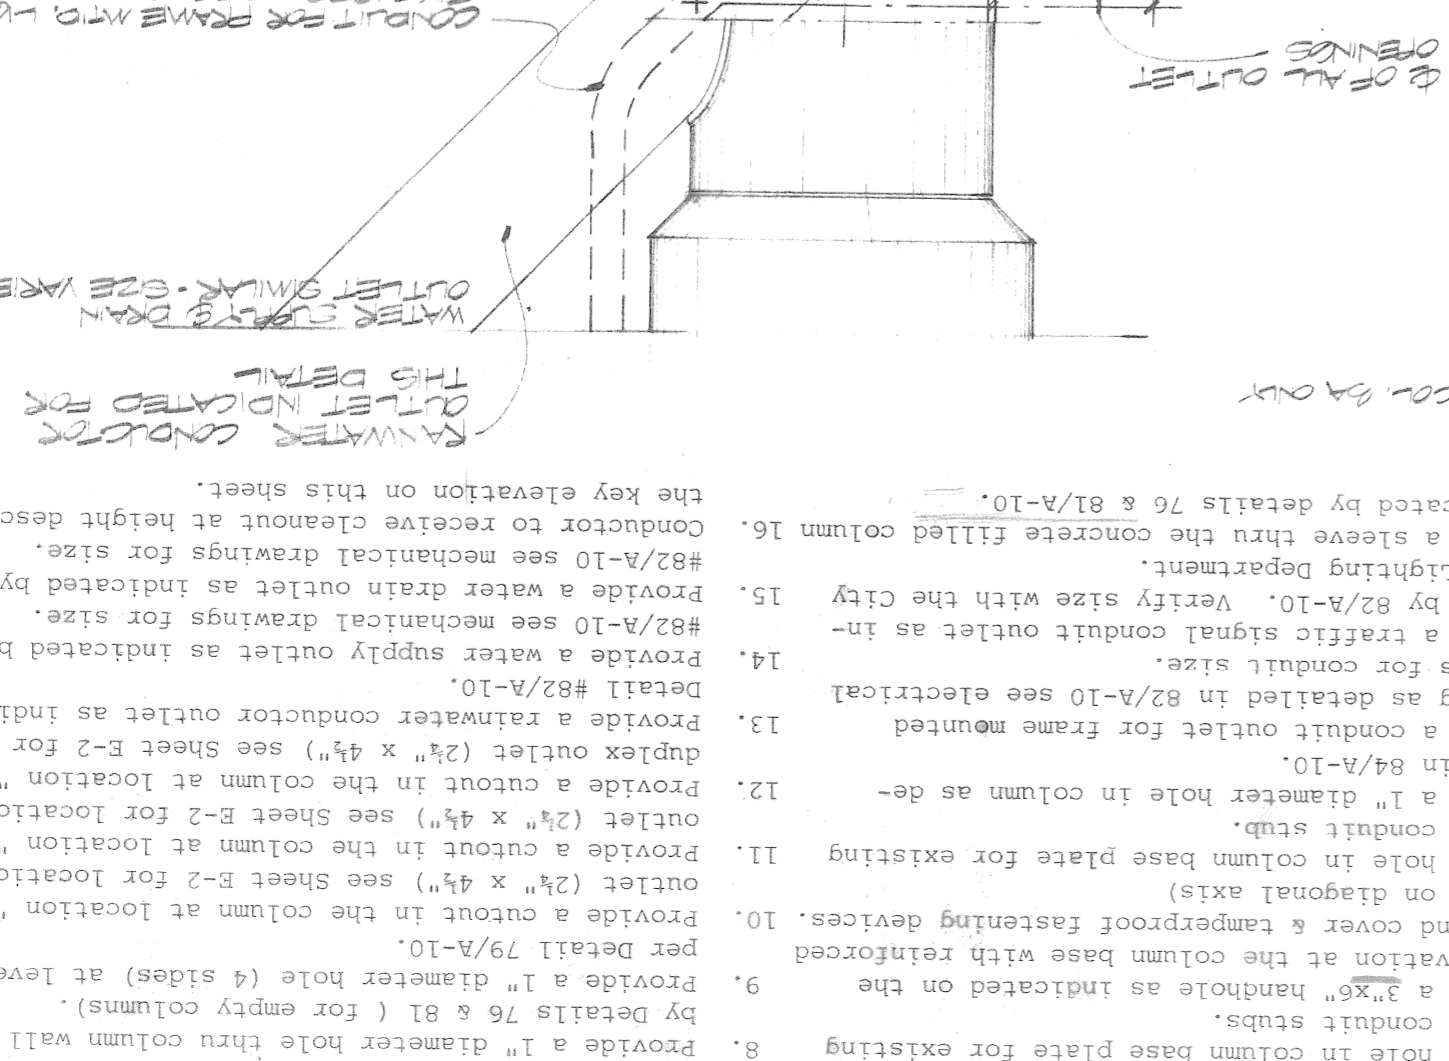 hole in column base plate for existing
conduit stubs.
a 3"x6" handhole as indicated on the
vation at the column base with reinforced
nd cover & tamperproof fastening devices.
on diagonal axis)
hole in column base plate for existing
conduit stub.
a 1" diameter hole in column as de-
in 84/A-10.
a conduit outlet for frame mounted
g as detailed in 82/A-10 see electrical
s for conduit size.
a traffic signal conduit outlet as in-
by 82/A-10. Verify size with the City
Lighting Department.
a sleeve thru the concrete filled column
cated by details 76 & 81/A-10.
8. Provide a 1" diameter hole thru column wall
by Details 76 & 81 ( for empty columns).
9. Provide a 1" diameter hole (4 sides) at leve
per Detail 79/A-10.
10. Provide a cutout in the column at location "
outlet (2¼" x 4½") see Sheet E-2 for locatio
11. Provide a cutout in the column at location "
outlet (2¼" x 4½") see Sheet E-2 for locatio
12. Provide a cutout in the column at location "
duplex outlet (2¼" x 4½") see Sheet E-2 for
13. Provide a rainwater conductor outlet as indi
Detail #82/A-10.
14. Provide a water supply outlet as indicated b
#82/A-10 see mechanical drawings for size.
15. Provide a water drain outlet as indicated by
#82/A-10 see mechanical drawings for size.
16. Conductor to receive cleanout at height desc
the key elevation on this sheet.
COL. 3A ONLY
RAINWATER CONDUCTOR
OUTLET INDICATED FOR
THIS DETAIL
WATER SUPPLY & DRAIN
OUTLET SIMILAR - SIZE VARIE
℄ OF ALL OUTLET
OPENINGS
CONDUIT FOR FRAME MTD.